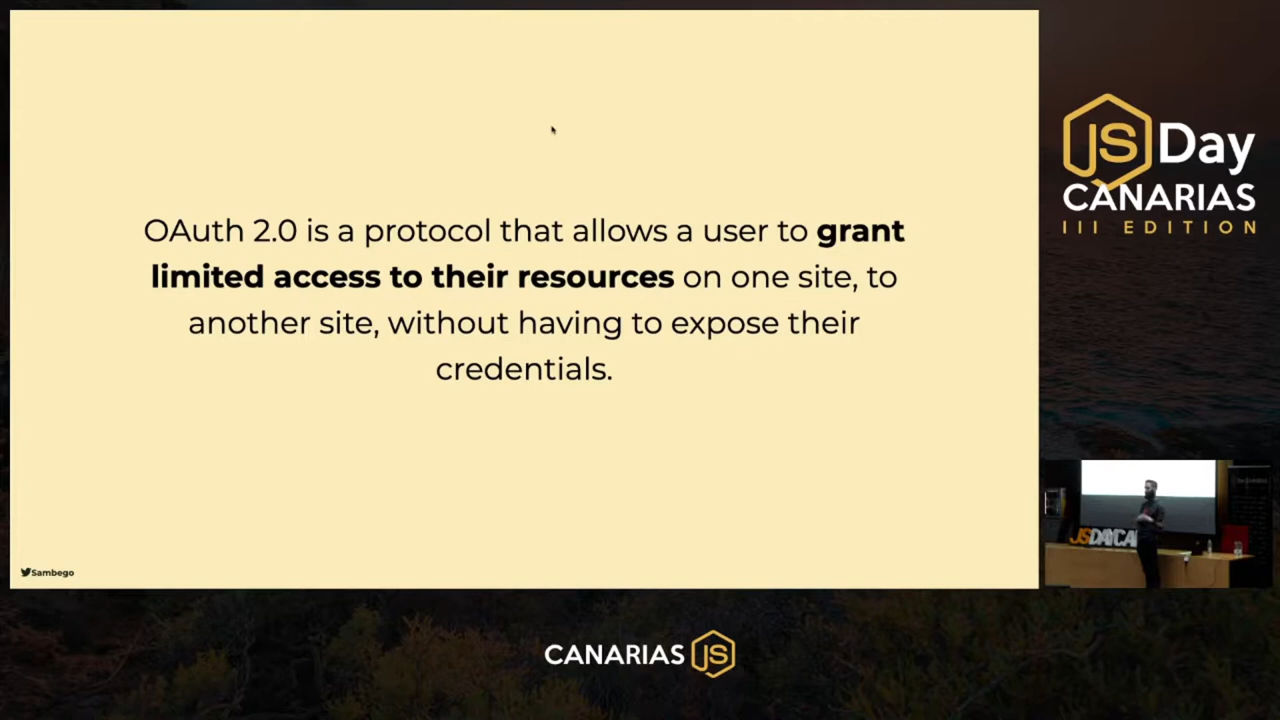 OAuth 2.0 is a protocol that allows a user to grant
limited access to their resources on one site, to
another site, without having to expose their
credentials.
Sambego
JS Day
CANARIAS
III EDITION
JSDAYCA
CANARIAS JS